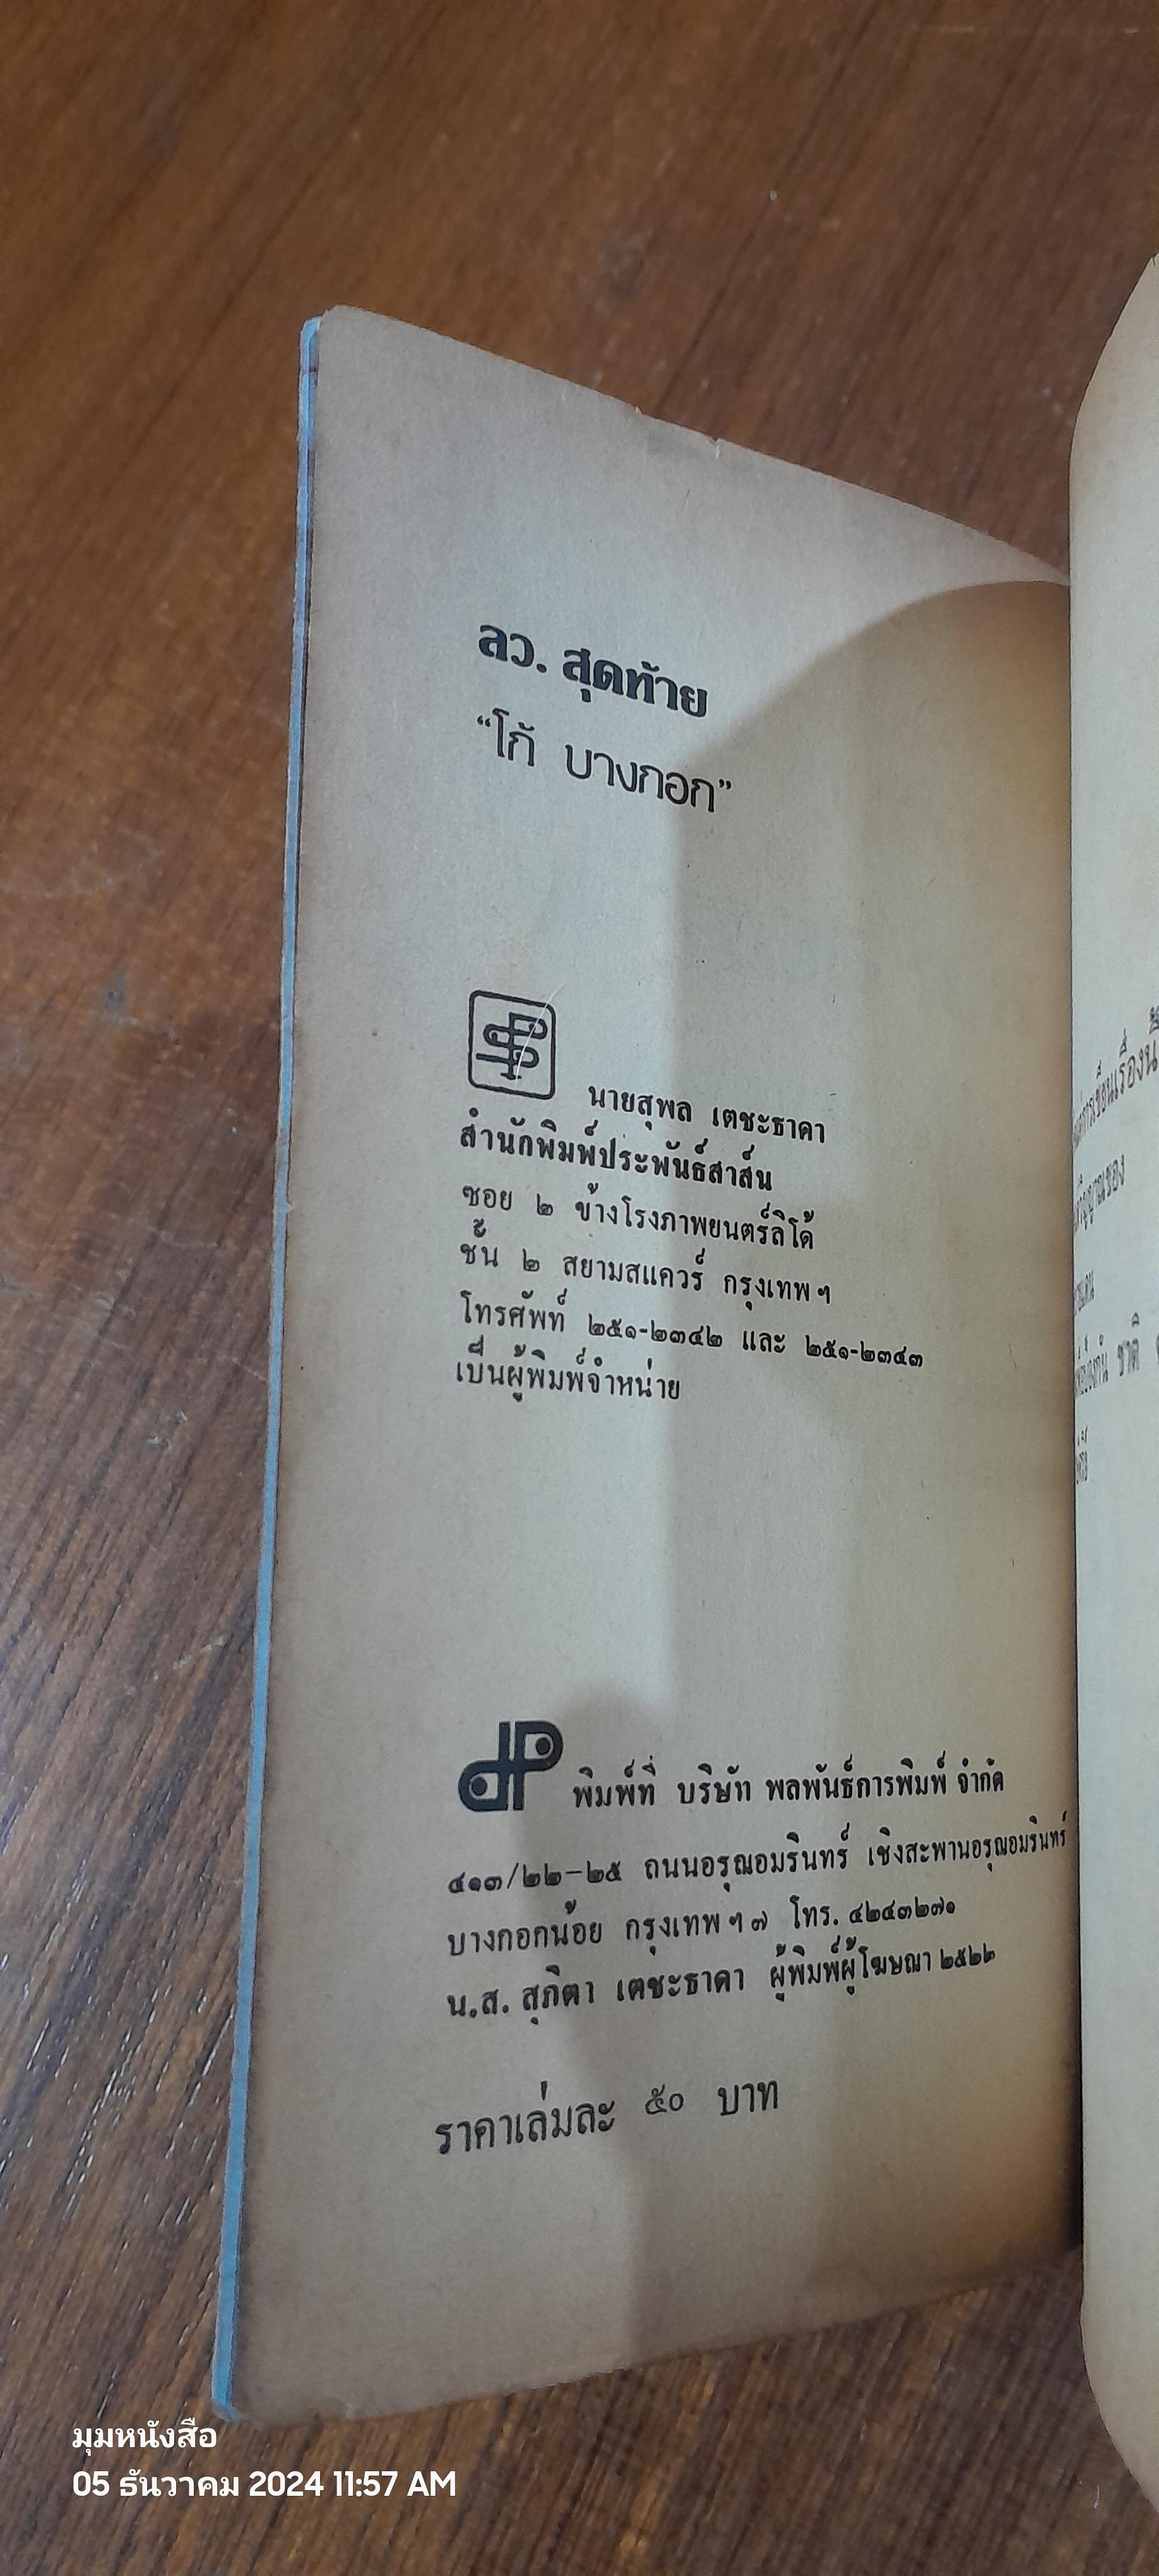 ลว. สุดท้าย
“โก้ บางกอก”
นายสุพล เตชะธาดา
สำนักพิมพ์ประพันธ์สาส์น
ซอย ๒ ข้างโรงภาพยนตร์ลิโด้
ชั้น ๒ สยามสแควร์ กรุงเทพฯ
โทรศัพท์ ๒๕๑-๒๓๔๒ และ ๒๕๑-๒๓๔๓
เป็นผู้พิมพ์จำหน่าย
พิมพ์ที่ บริษัท พลพันธ์การพิมพ์ จำกัด
๔๑๓/๒๒-๒๕ ถนนอรุณอมรินทร์ เชิงสะพานอรุณอมรินทร์
บางกอกน้อย กรุงเทพฯ ๗ โทร. ๔๒๔๓๒๗๑
น.ส. สุภิตา เตชะธาดา ผู้พิมพ์ผู้โฆษณา ๒๕๒๒
ราคาเล่มละ ๕๐ บาท
เรื่องนี้
ของ
ชาติ
มุมหนังสือ
05 ธันวาคม 2024 11:57 AM